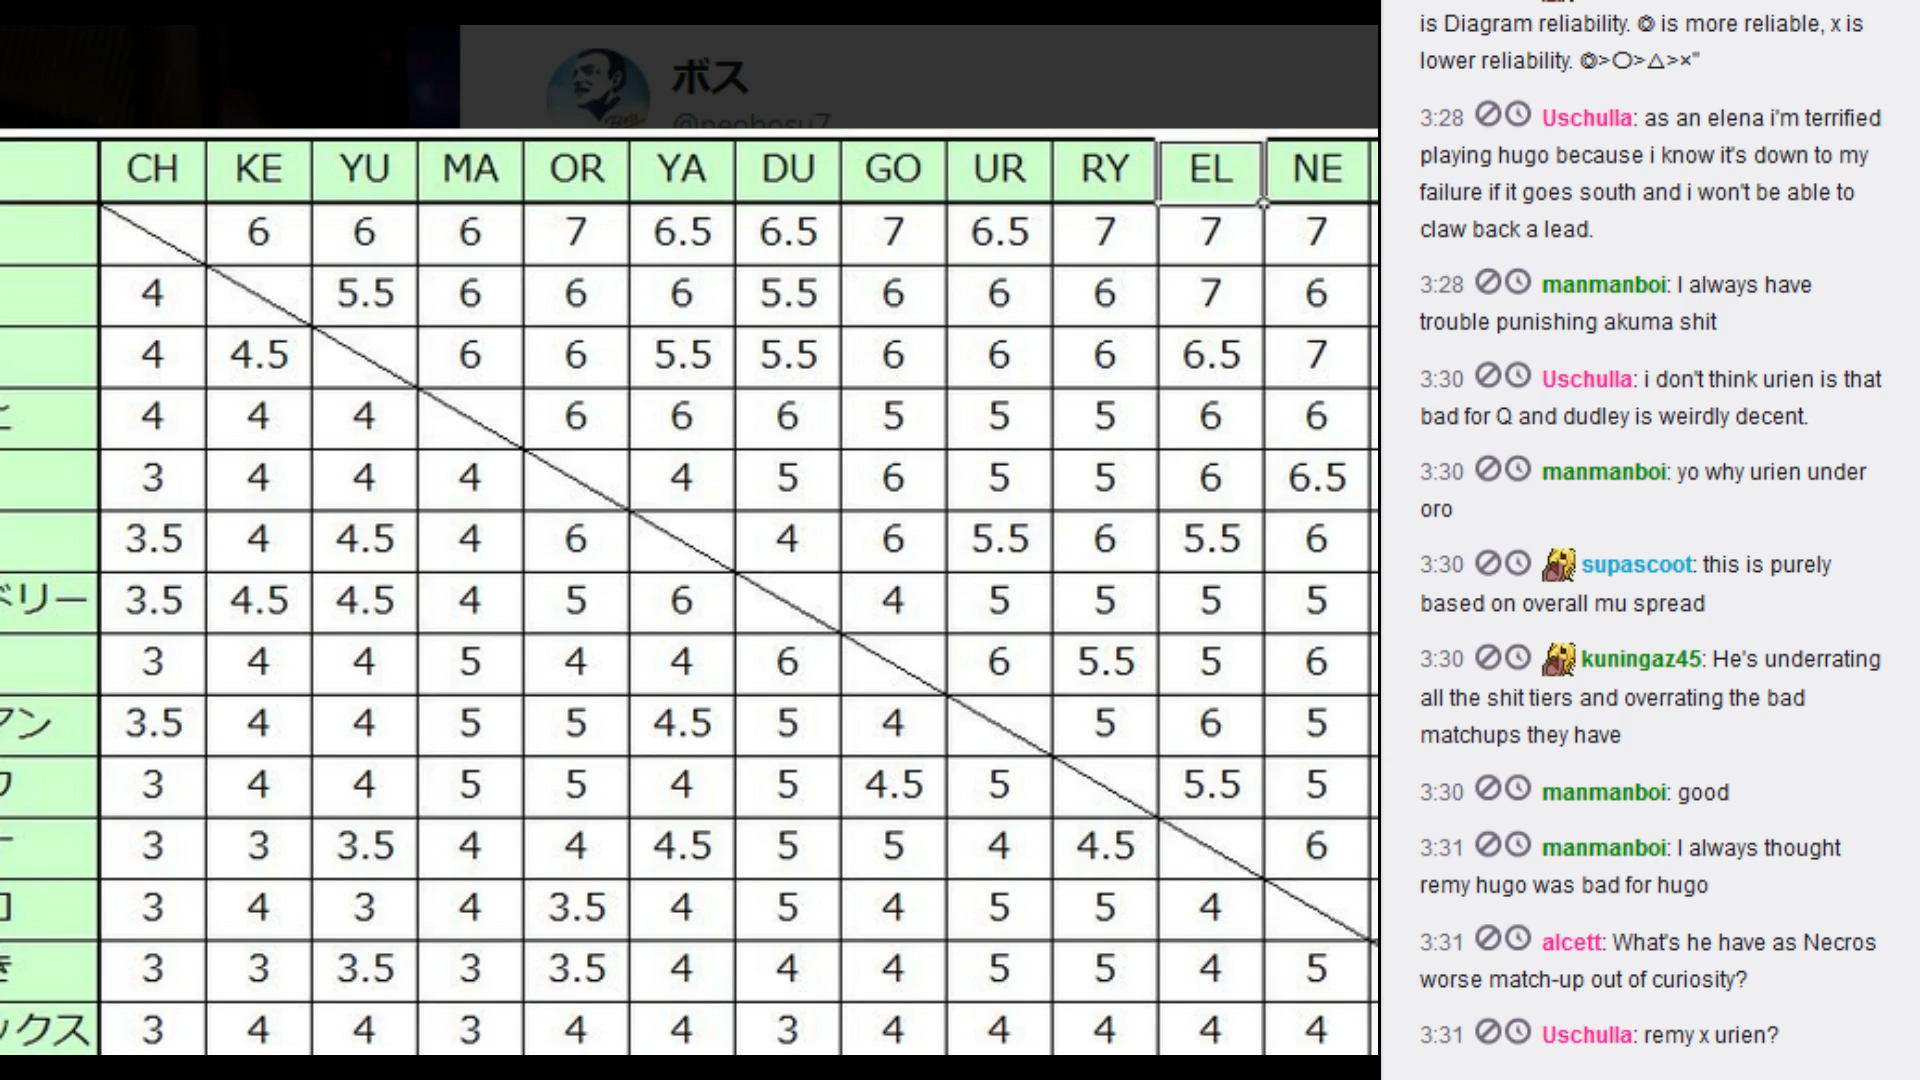 ボス
@neobosu7
CH KE YU MA OR YA DU GO UR RY EL NE
6 6 6 7 6.5 6.5 7 6.5 7 7 7
4 5.5 6 6 6 5.5 6 6 6 7 6
4 4.5 6 6 5.5 5.5 6 6 6 6.5 7
4 4 4 6 6 6 5 5 5 6 6
3 4 4 4 4 5 6 5 5 6 6.5
3.5 4 4.5 4 6 4 6 5.5 6 5.5 6
ドリー 3.5 4.5 4.5 4 5 6 4 5 5 5 5
3 4 4 5 4 4 6 6 5.5 5 6
アン 3.5 4 4 5 5 4.5 5 4 5 6 5
3 4 4 5 5 4 5 4.5 5 5.5 5
3 3 3.5 4 4 4.5 5 5 4 4.5 6
3 4 3 4 3.5 4 5 4 5 5 4
3 3 3.5 3 3.5 4 4 4 5 5 4 5
ックス 3 4 4 3 4 4 3 4 4 4 4 4
is Diagram reliability. ◎ is more reliable, x is
lower reliability. ◎>○>△>×"
3:28 Uschulla: as an elena i'm terrified
playing hugo because i know it's down to my
failure if it goes south and i won't be able to
claw back a lead.
3:28 manmanboi: I always have
trouble punishing akuma shit
3:30 Uschulla: i don't think urien is that
bad for Q and dudley is weirdly decent.
3:30 manmanboi: yo why urien under
oro
3:30 supascoot: this is purely
based on overall mu spread
3:30 kuningaz45: He's underrating
all the shit tiers and overrating the bad
matchups they have
3:30 manmanboi: good
3:31 manmanboi: I always thought
remy hugo was bad for hugo
3:31 alcett: What's he have as Necros
worse match-up out of curiosity?
3:31 Uschulla: remy x urien?